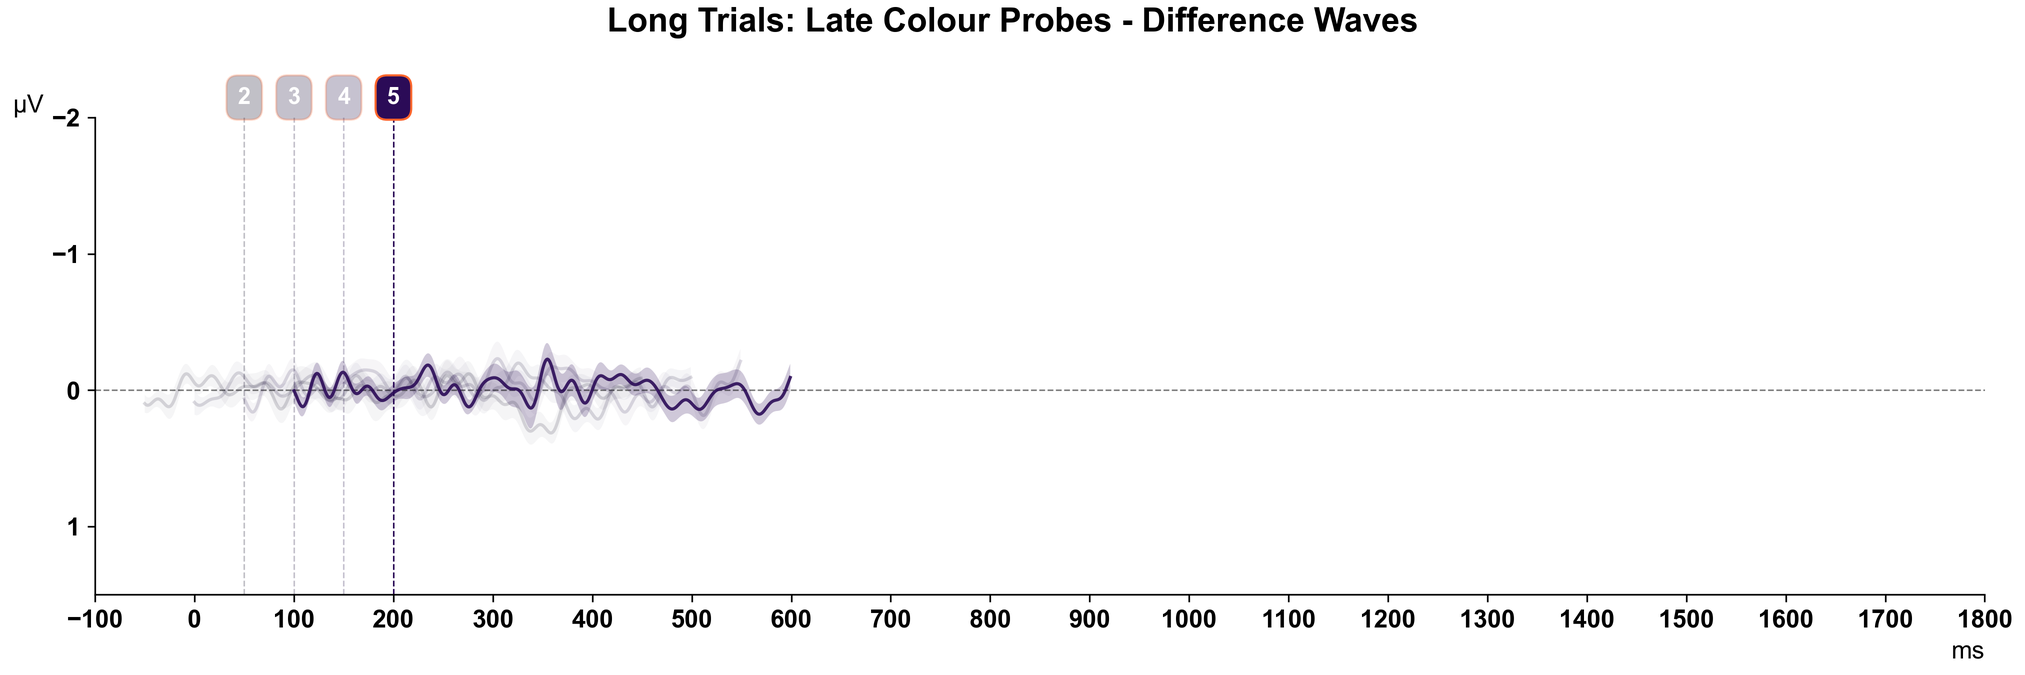 Long Trials: Late Colour Probes - Difference Waves
2 3 4 5
µV
−2
−1
0
1
−100 0 100 200 300 400 500 600 700 800 900 1000 1100 1200 1300 1400 1500 1600 1700 1800
ms